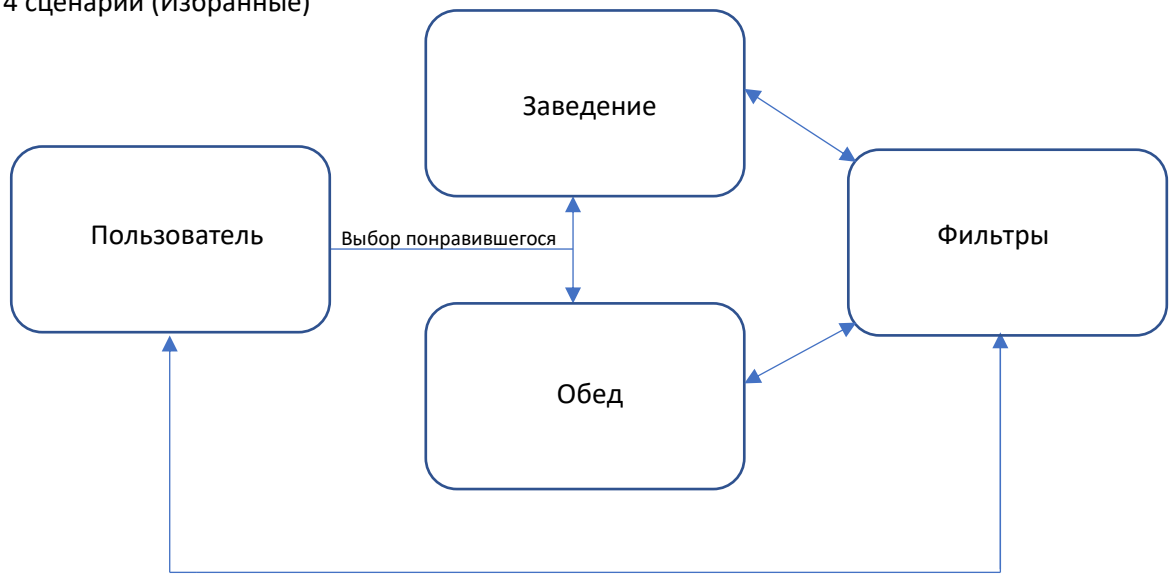 4 сценарий (Избранные)
Заведение
Пользователь
Выбор понравившегося
Фильтры
Обед